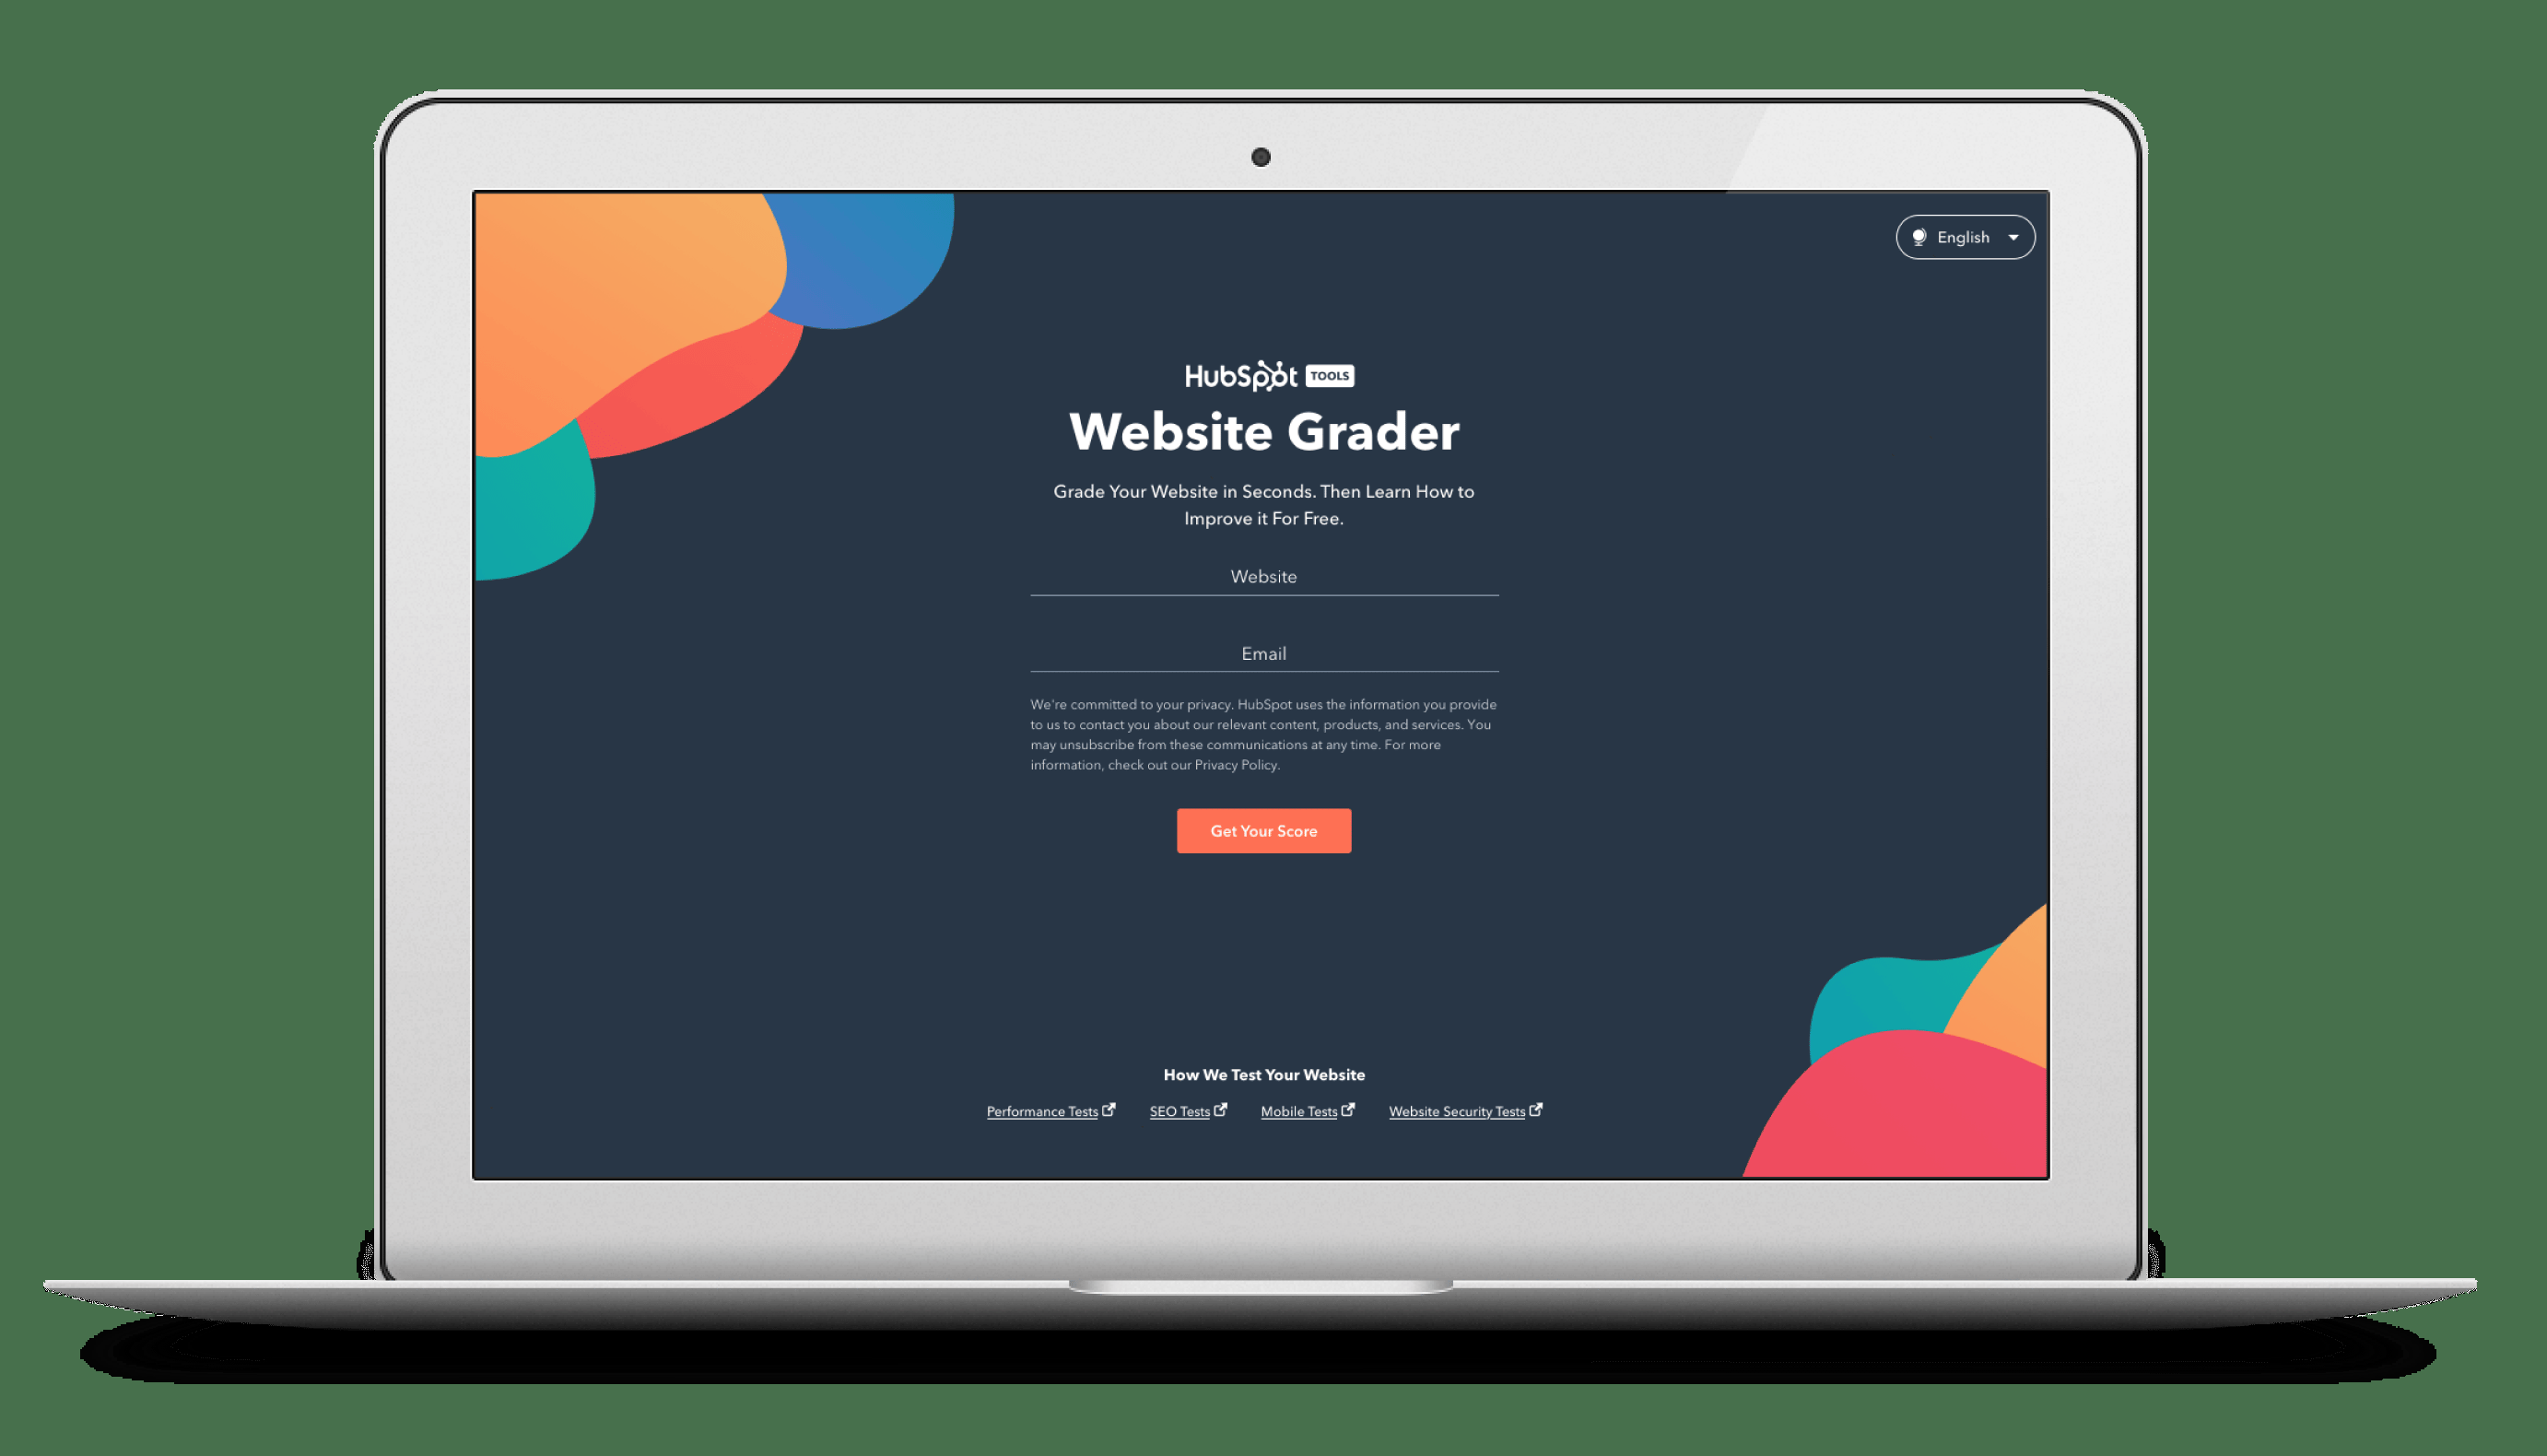 English
HubSpot TOOLS
Website Grader
Grade Your Website in Seconds. Then Learn How to
Improve it For Free.
Website
Email
We're committed to your privacy. HubSpot uses the information you provide
to us to contact you about our relevant content, products, and services. You
may unsubscribe from these communications at any time. For more
information, check out our Privacy Policy.
Get Your Score
How We Test Your Website
Performance Tests SEO Tests Mobile Tests Website Security Tests